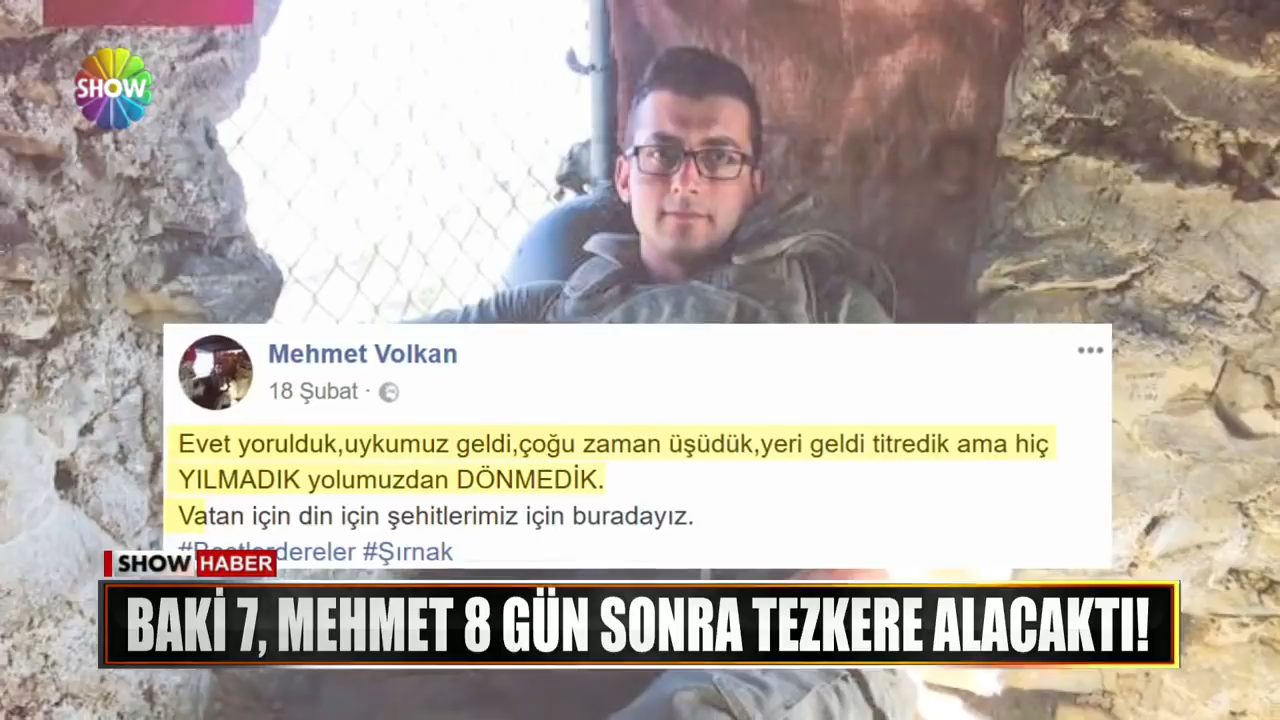 SHOW
Mehmet Volkan
18 Şubat ·
Evet yorulduk,uykumuz geldi,çoğu zaman üşüdük,yeri geldi titredik ama hiç
YILMADIK yolumuzdan DÖNMEDİK.
Vatan için din için şehitlerimiz için buradayız.
#Şırnak
SHOW HABER
BAKİ 7, MEHMET 8 GÜN SONRA TEZKERE ALACAKTI!